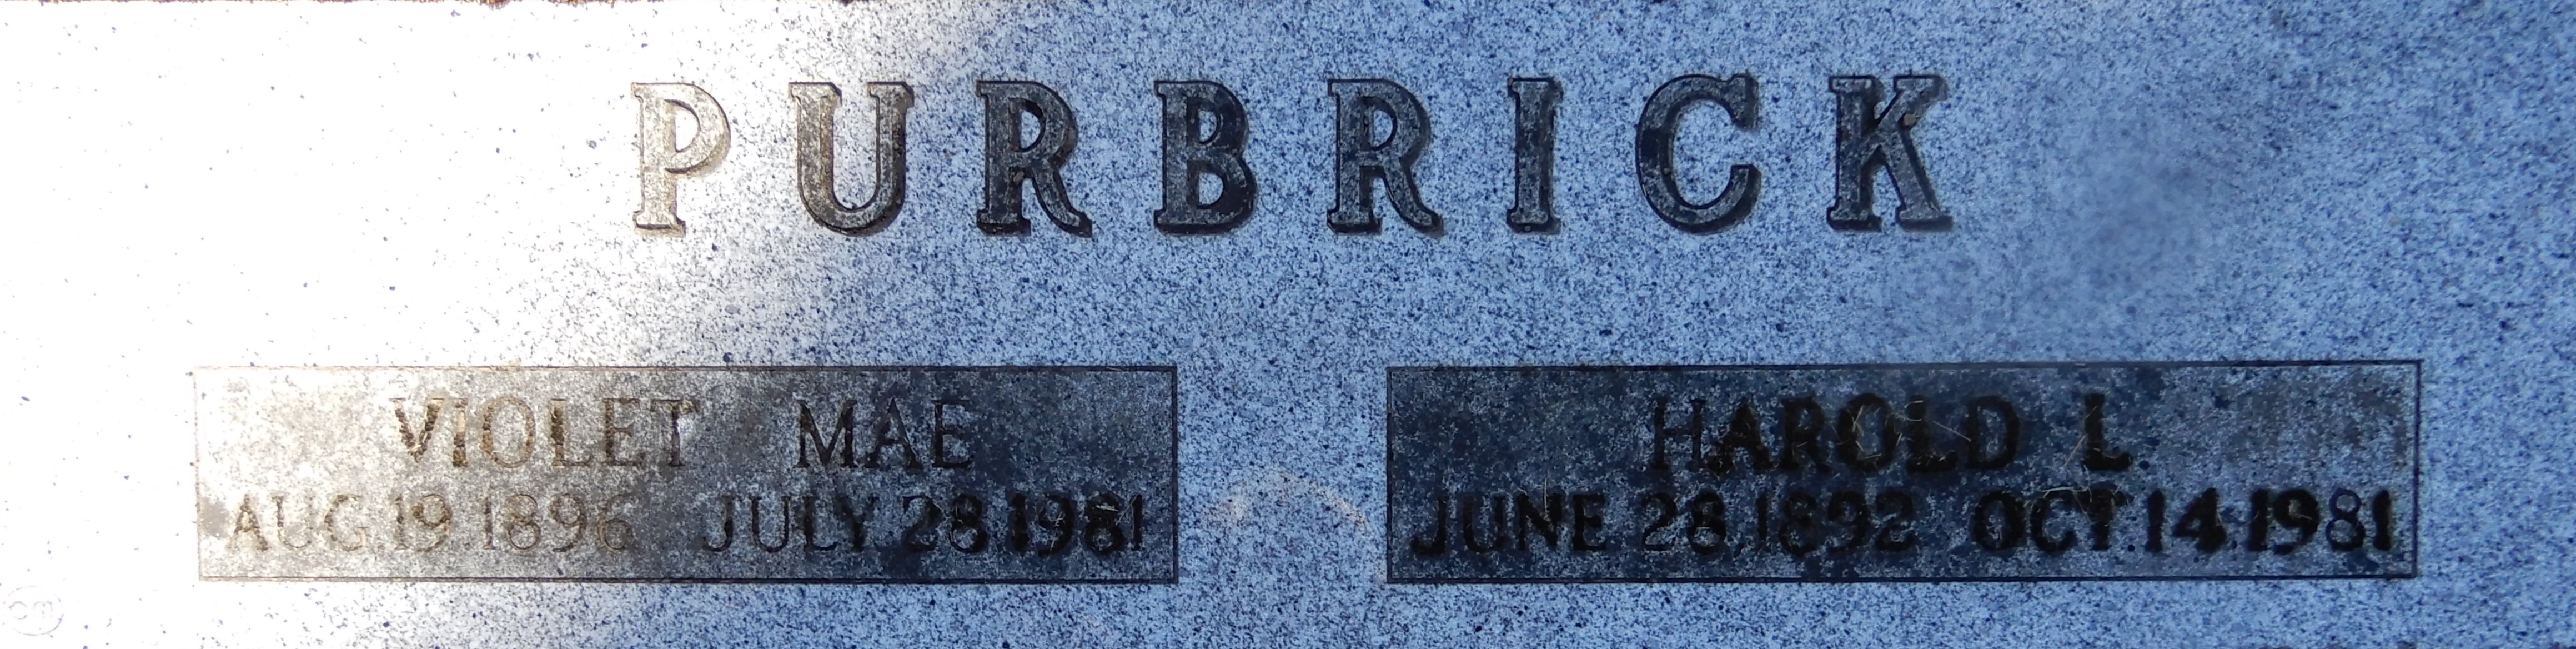 PURBRICK
VIOLET MAE
AUG.19.1896 JULY 28.1981
HAROLD L.
JUNE 28,1892 OCT.14.1981